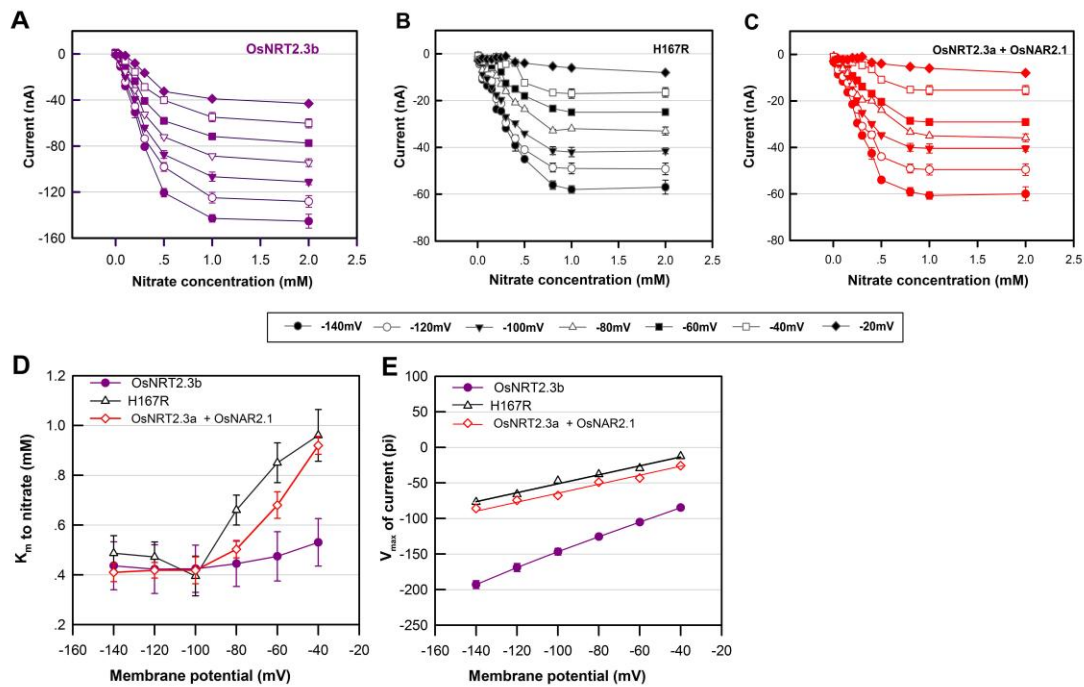 A
OsNRT2.3b
0
-40
-80
-120
-160
Current (nA)
0.0 .5 1.0 1.5 2.0 2.5
Nitrate concentration (mM)
B
H167R
0
-20
-40
-60
-80
Current (nA)
0.0 .5 1.0 1.5 2.0 2.5
Nitrate concentration (mM)
C
OsNRT2.3a + OsNAR2.1
0
-20
-40
-60
-80
Current (nA)
0.0 .5 1.0 1.5 2.0 2.5
Nitrate concentration (mM)
-140mV -120mV -100mV -80mV -60mV -40mV -20mV
D
OsNRT2.3b
H167R
OsNRT2.3a + OsNAR2.1
1.2
1.0
.8
.6
.4
.2
Km to nitrate (mM)
-160 -140 -120 -100 -80 -60 -40 -20
Membrane potential (mV)
E
OsNRT2.3b
H167R
OsNRT2.3a + OsNAR2.1
100
50
0
-50
-100
-150
-200
-250
Vmax of current (pi)
-160 -140 -120 -100 -80 -60 -40 -20
Membrane potential (mV)